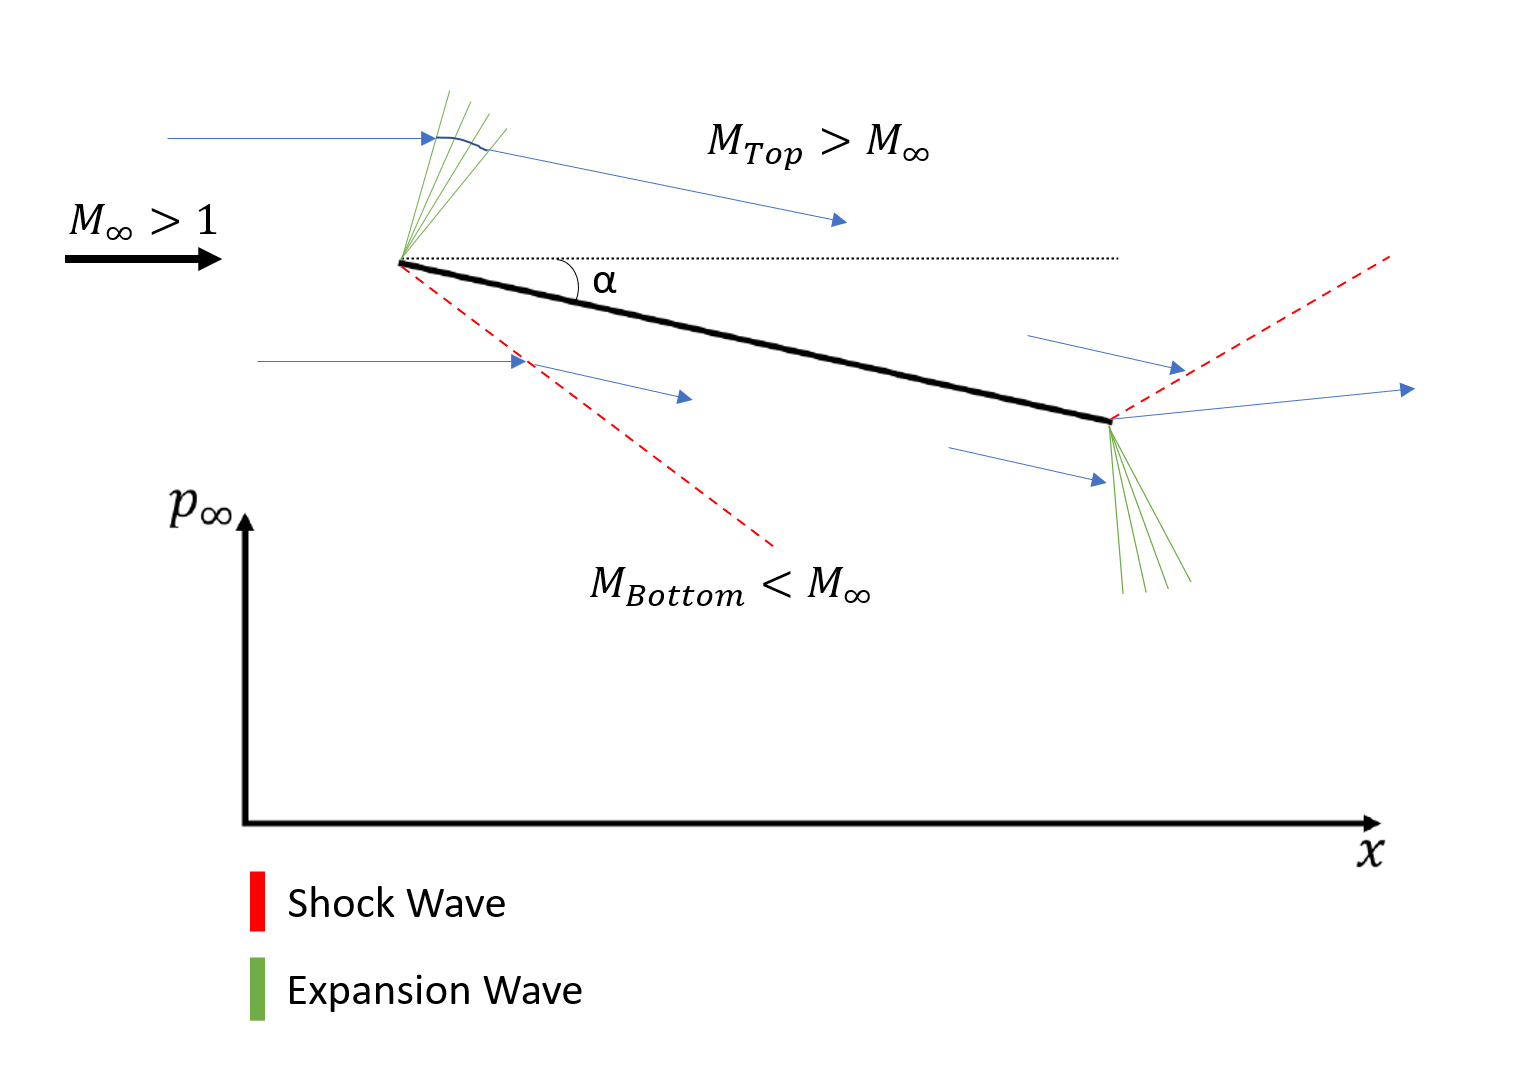 M_Top > M_∞
M_∞ > 1
α
p_∞
M_Bottom < M_∞
x
Shock Wave
Expansion Wave